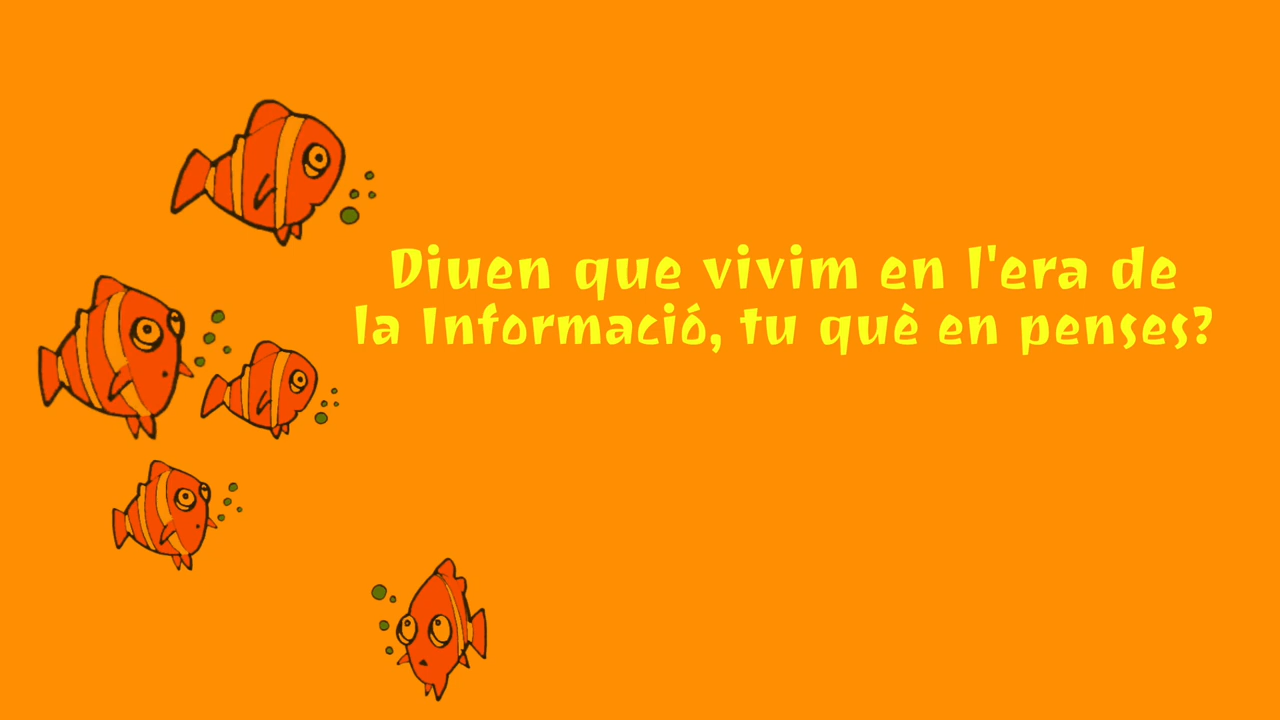 Diuen que vivim en l'era de
la Informació, tu què en penses?